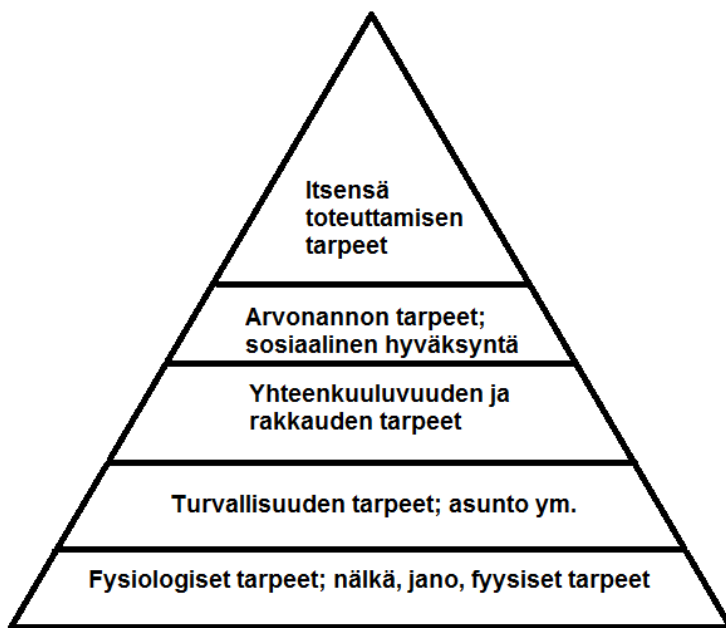 Itsensä
toteuttamisen
tarpeet
Arvonannon tarpeet;
sosiaalinen hyväksyntä
Yhteenkuuluvuuden ja
rakkauden tarpeet
Turvallisuuden tarpeet; asunto ym.
Fysiologiset tarpeet; nälkä, jano, fyysiset tarpeet